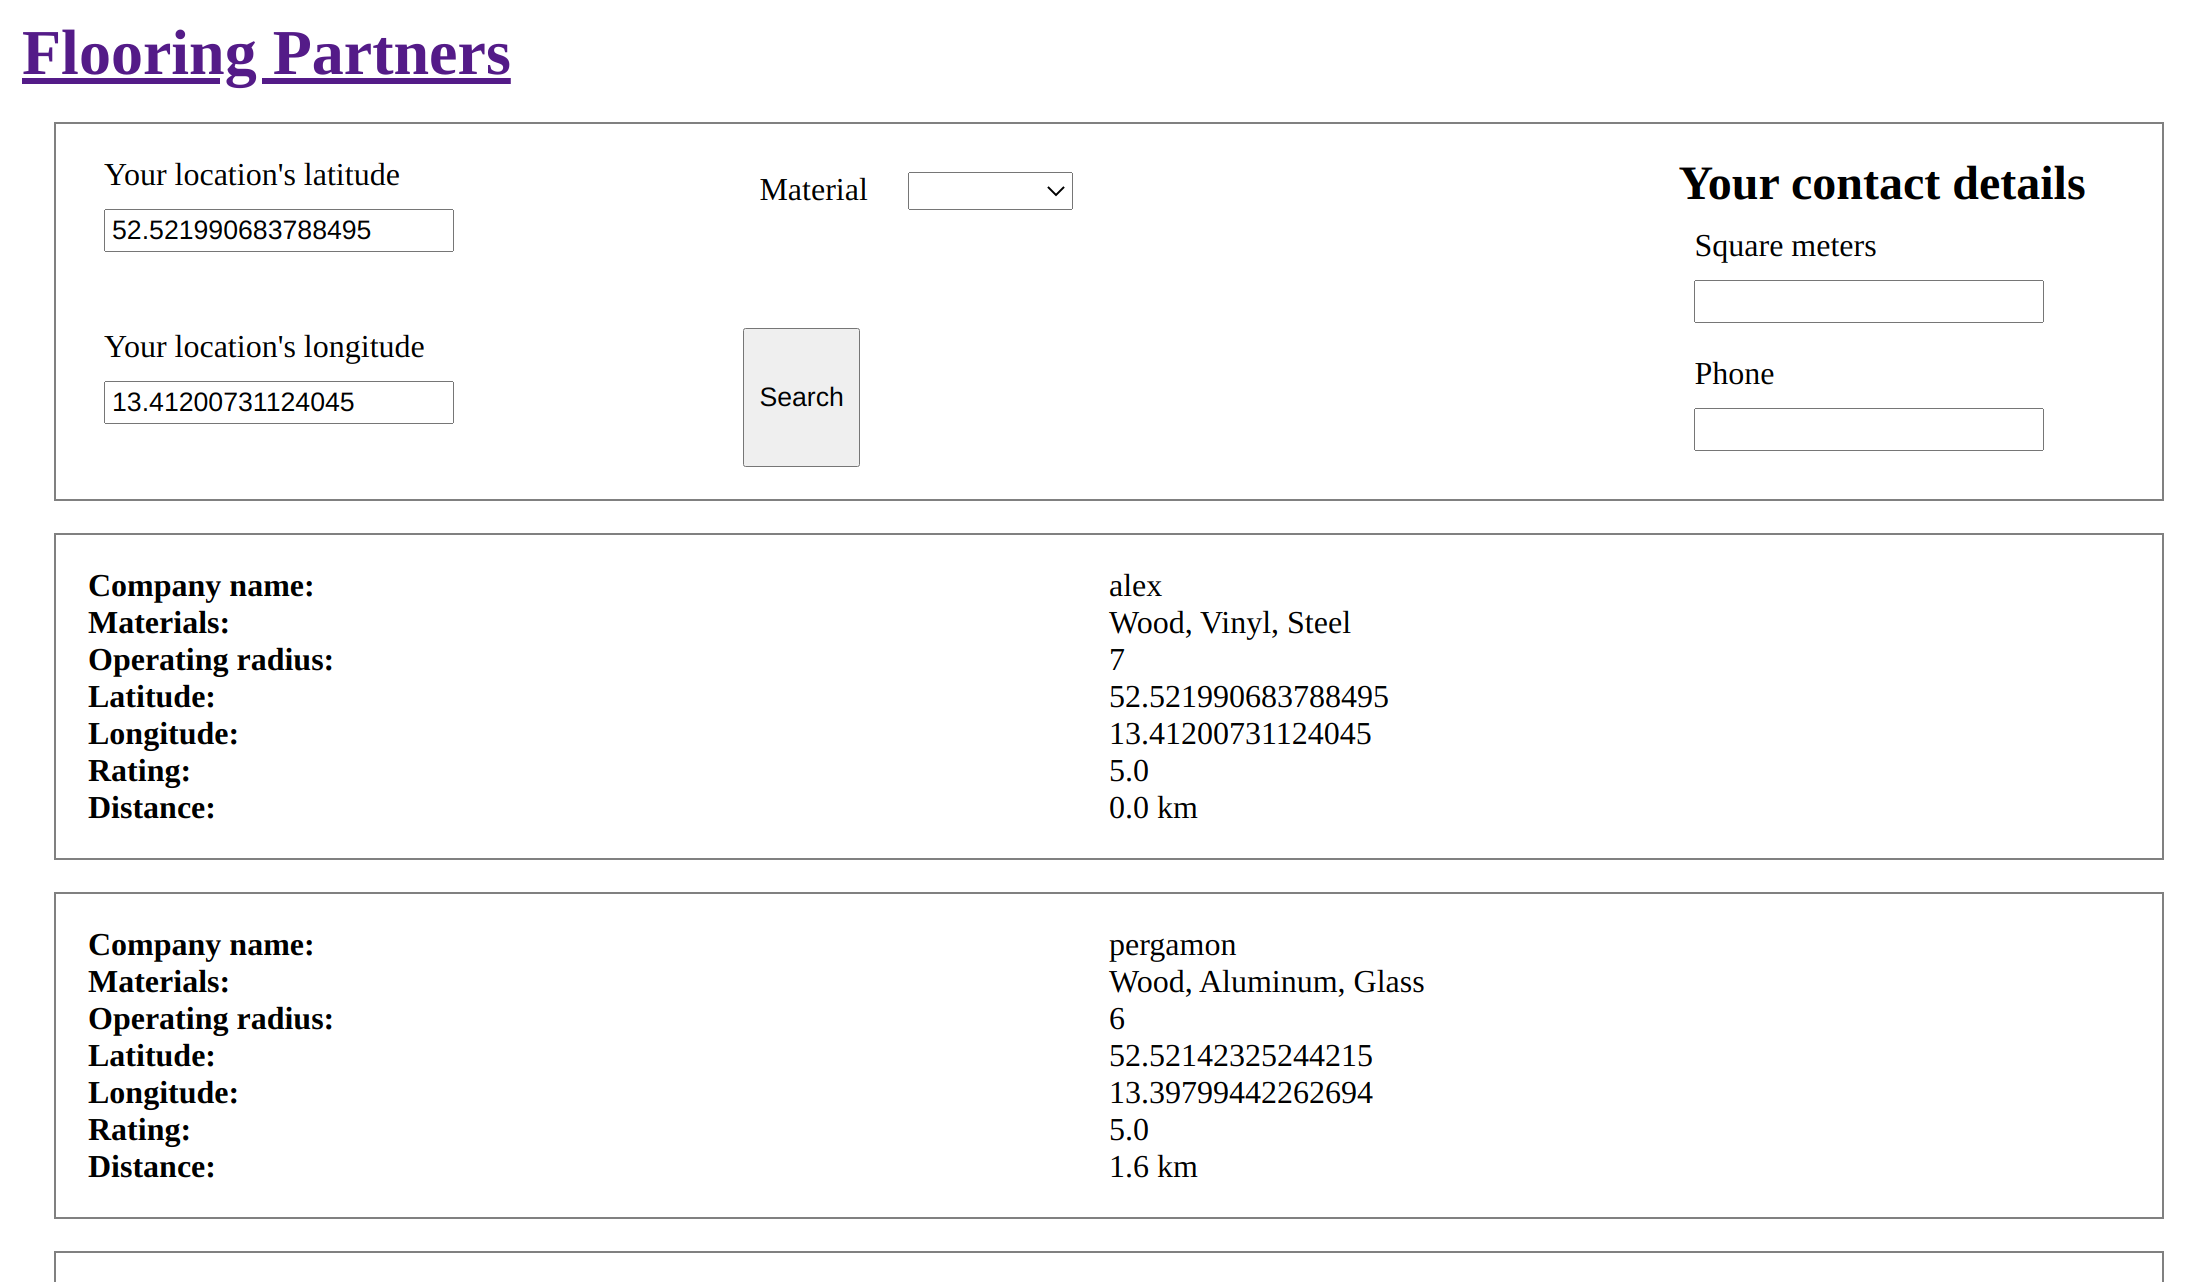 Flooring Partners
Your location's latitude
52.521990683788495
Your location's longitude
13.41200731124045
Material
Search
Your contact details
Square meters
Phone
Company name: alex
Materials: Wood, Vinyl, Steel
Operating radius: 7
Latitude: 52.521990683788495
Longitude: 13.41200731124045
Rating: 5.0
Distance: 0.0 km
Company name: pergamon
Materials: Wood, Aluminum, Glass
Operating radius: 6
Latitude: 52.52142325244215
Longitude: 13.39799442262694
Rating: 5.0
Distance: 1.6 km